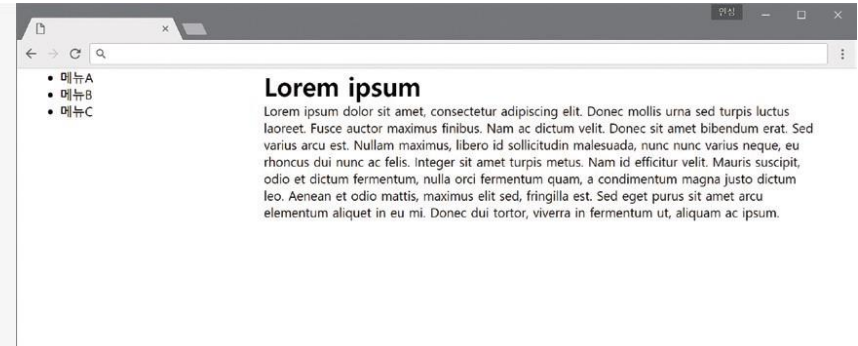 메뉴A
메뉴B
메뉴C
Lorem ipsum
Lorem ipsum dolor sit amet, consectetur adipiscing elit. Donec mollis urna sed turpis luctus
laoreet. Fusce auctor maximus finibus. Nam ac dictum velit. Donec sit amet bibendum erat. Sed
varius arcu est. Nullam maximus, libero id sollicitudin malesuada, nunc nunc varius neque, eu
rhoncus dui nunc ac felis. Integer sit amet turpis metus. Nam id efficitur velit. Mauris suscipit,
odio et dictum fermentum, nulla orci fermentum quam, a condimentum magna justo dictum
leo. Aenean et odio mattis, maximus elit sed, fringilla est. Sed eget purus sit amet arcu
elementum aliquet in eu mi. Donec dui tortor, viverra in fermentum ut, aliquam ac ipsum.